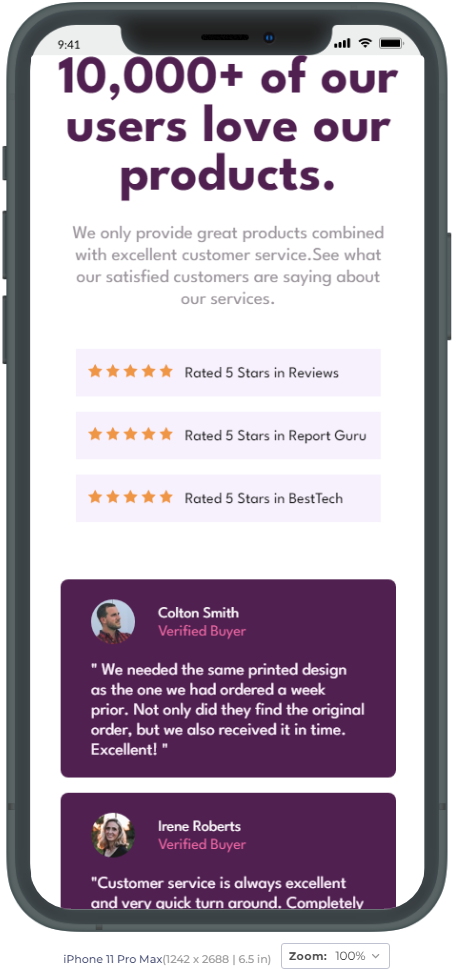 9:41
10,000+ of our
users love our
products.
We only provide great products combined
with excellent customer service.See what
our satisfied customers are saying about
our services.
Rated 5 Stars in Reviews
Rated 5 Stars in Report Guru
Rated 5 Stars in BestTech
Colton Smith
Verified Buyer
" We needed the same printed design
as the one we had ordered a week
prior. Not only did they find the original
order, but we also received it in time.
Excellent! "
Irene Roberts
Verified Buyer
"Customer service is always excellent
and very quick turn around. Completely
iPhone 11 Pro Max(1242 x 2688 | 6.5 in) Zoom: 100%